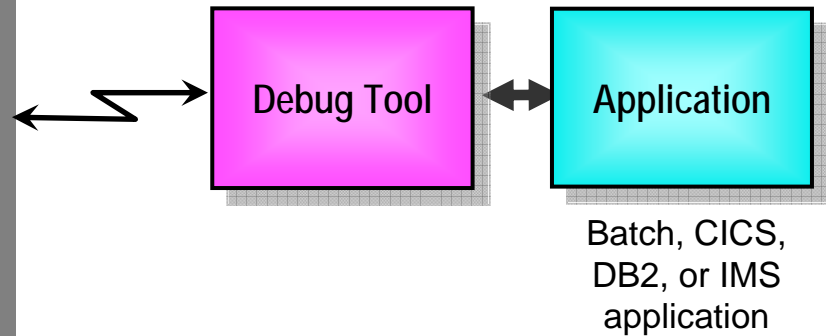 Debug Tool
Application
Batch, CICS,
DB2, or IMS
application